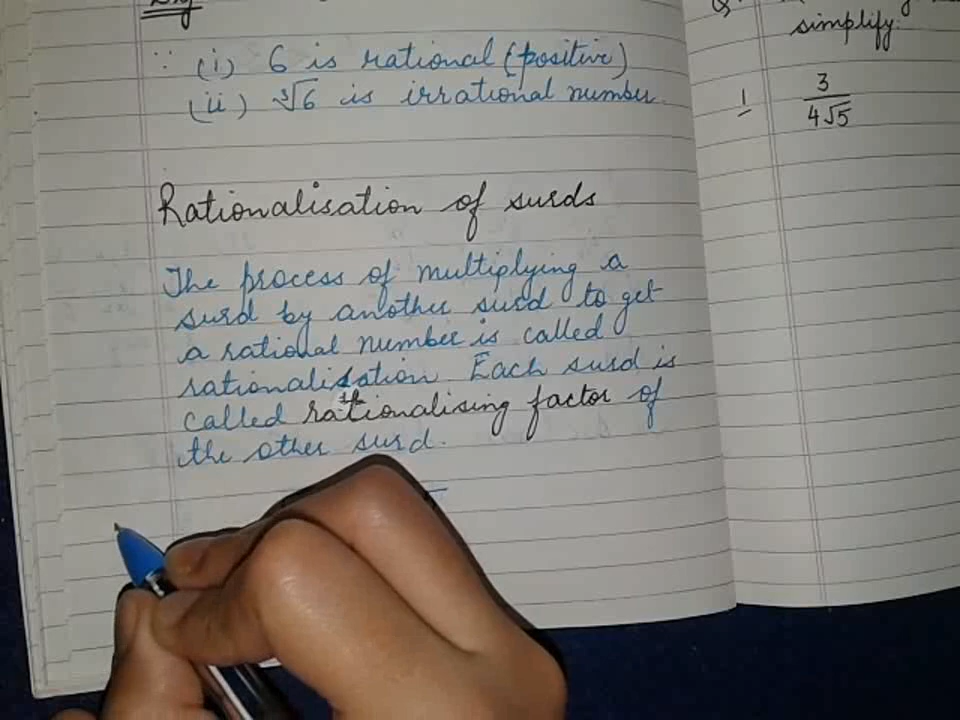 ∵ (i) 6 is rational (positive)
(ii) ∛6 is irrational number
Rationalisation of surds
The process of multiplying a
surd by another surd to get
a rational number is called
rationalisation. Each surd is
called rationalising factor of
the other surd.
simplify:
1 3/4√5